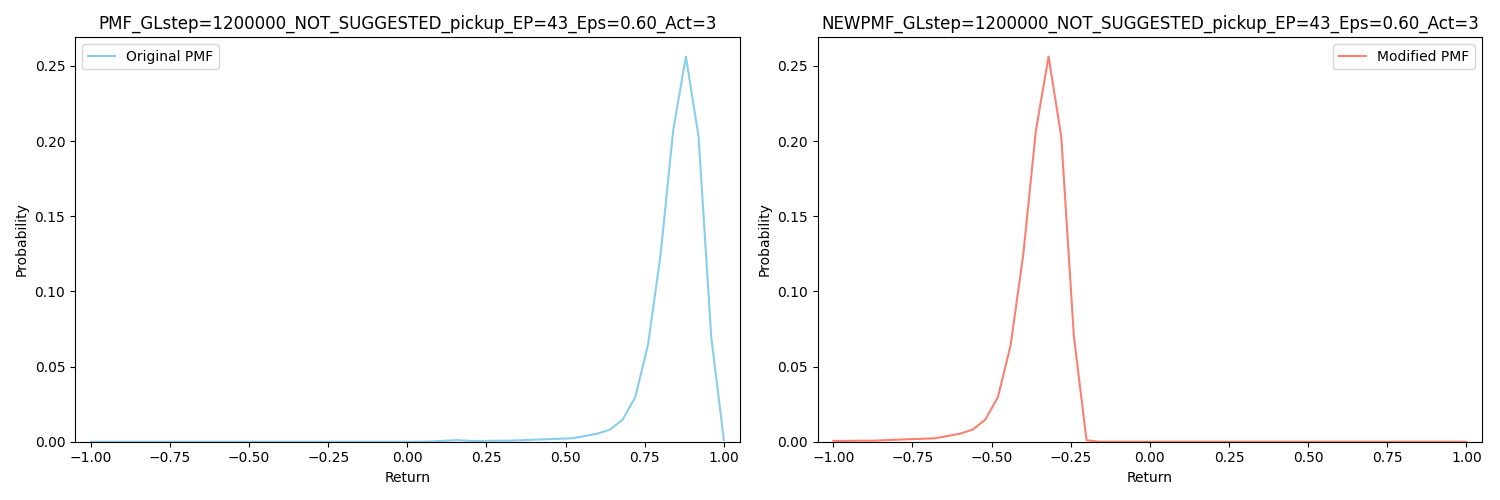 PMF_GLstep=1200000_NOT_SUGGESTED_pickup_EP=43_Eps=0.60_Act=3
Original PMF
Probability
0.25
0.20
0.15
0.10
0.05
0.00
−1.00 −0.75 −0.50 −0.25 0.00 0.25 0.50 0.75 1.00
Return
NEWPMF_GLstep=1200000_NOT_SUGGESTED_pickup_EP=43_Eps=0.60_Act=3
Modified PMF
Probability
0.25
0.20
0.15
0.10
0.05
0.00
−1.00 −0.75 −0.50 −0.25 0.00 0.25 0.50 0.75 1.00
Return